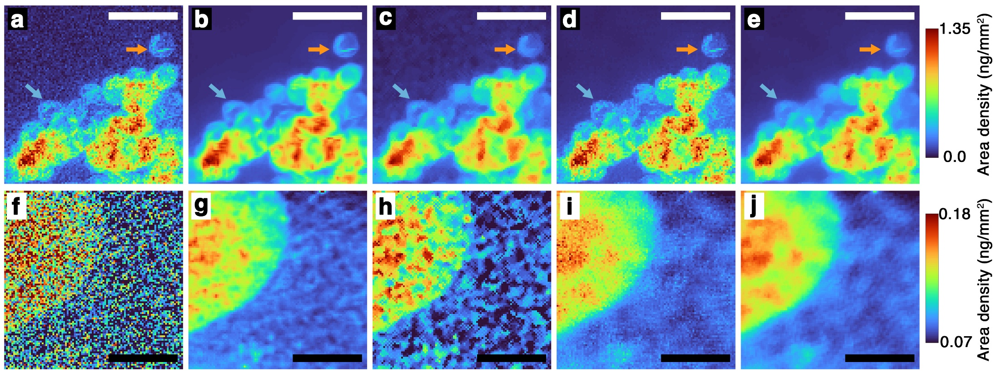 a
b
c
d
e
1.35
0.0
Area density (ng/mm²)
f
g
h
i
j
0.18
0.07
Area density (ng/mm²)